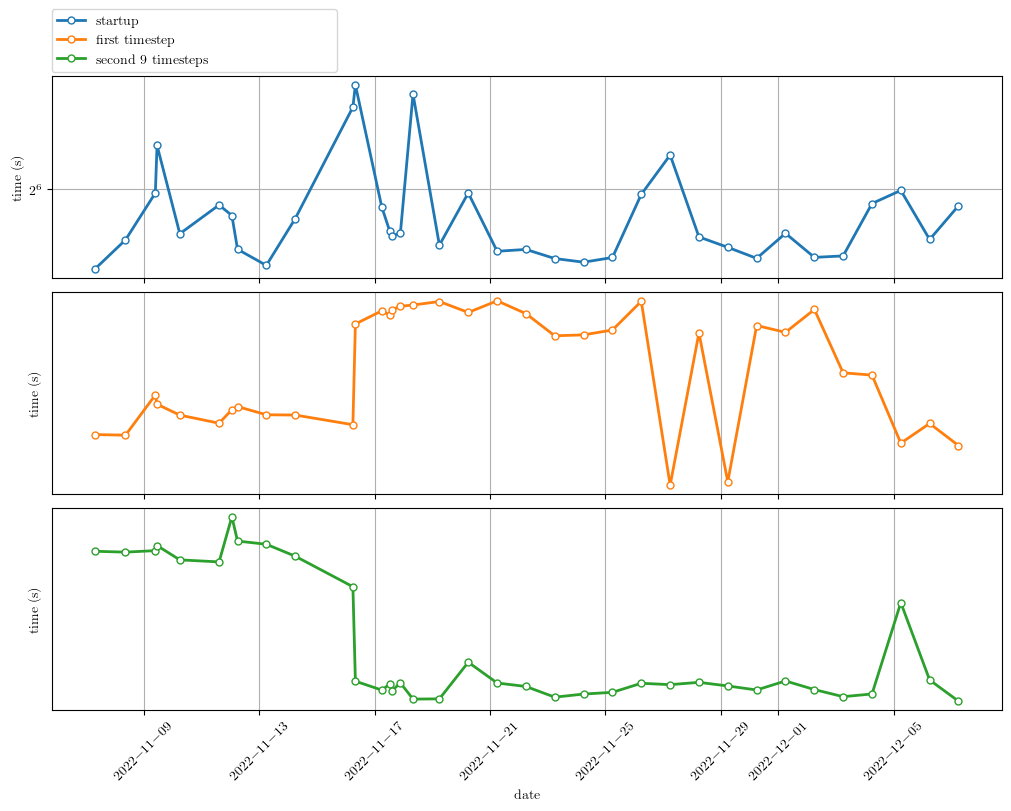 startup
first timestep
second 9 timesteps
time (s)
2⁶
time (s)
time (s)
2022−11−09
2022−11−13
2022−11−17
2022−11−21
2022−11−25
2022−11−29
2022−12−01
2022−12−05
date